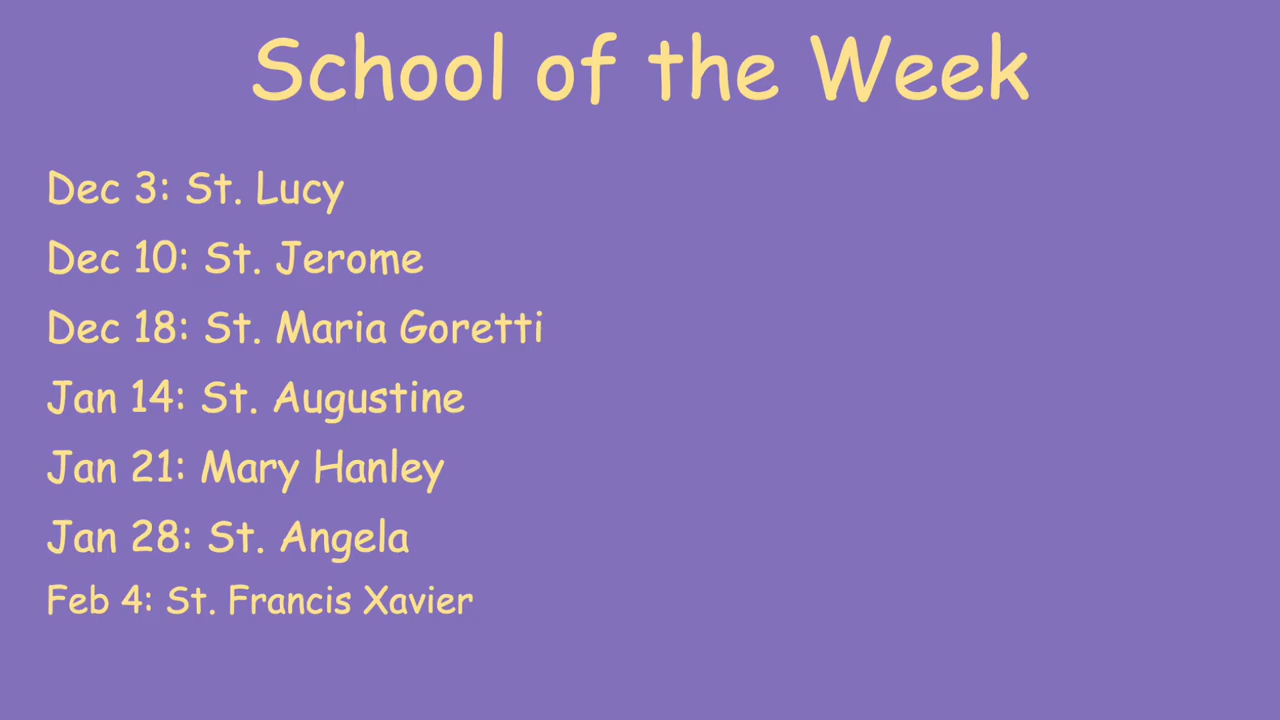 School of the Week
Dec 3: St. Lucy
Dec 10: St. Jerome
Dec 18: St. Maria Goretti
Jan 14: St. Augustine
Jan 21: Mary Hanley
Jan 28: St. Angela
Feb 4: St. Francis Xavier